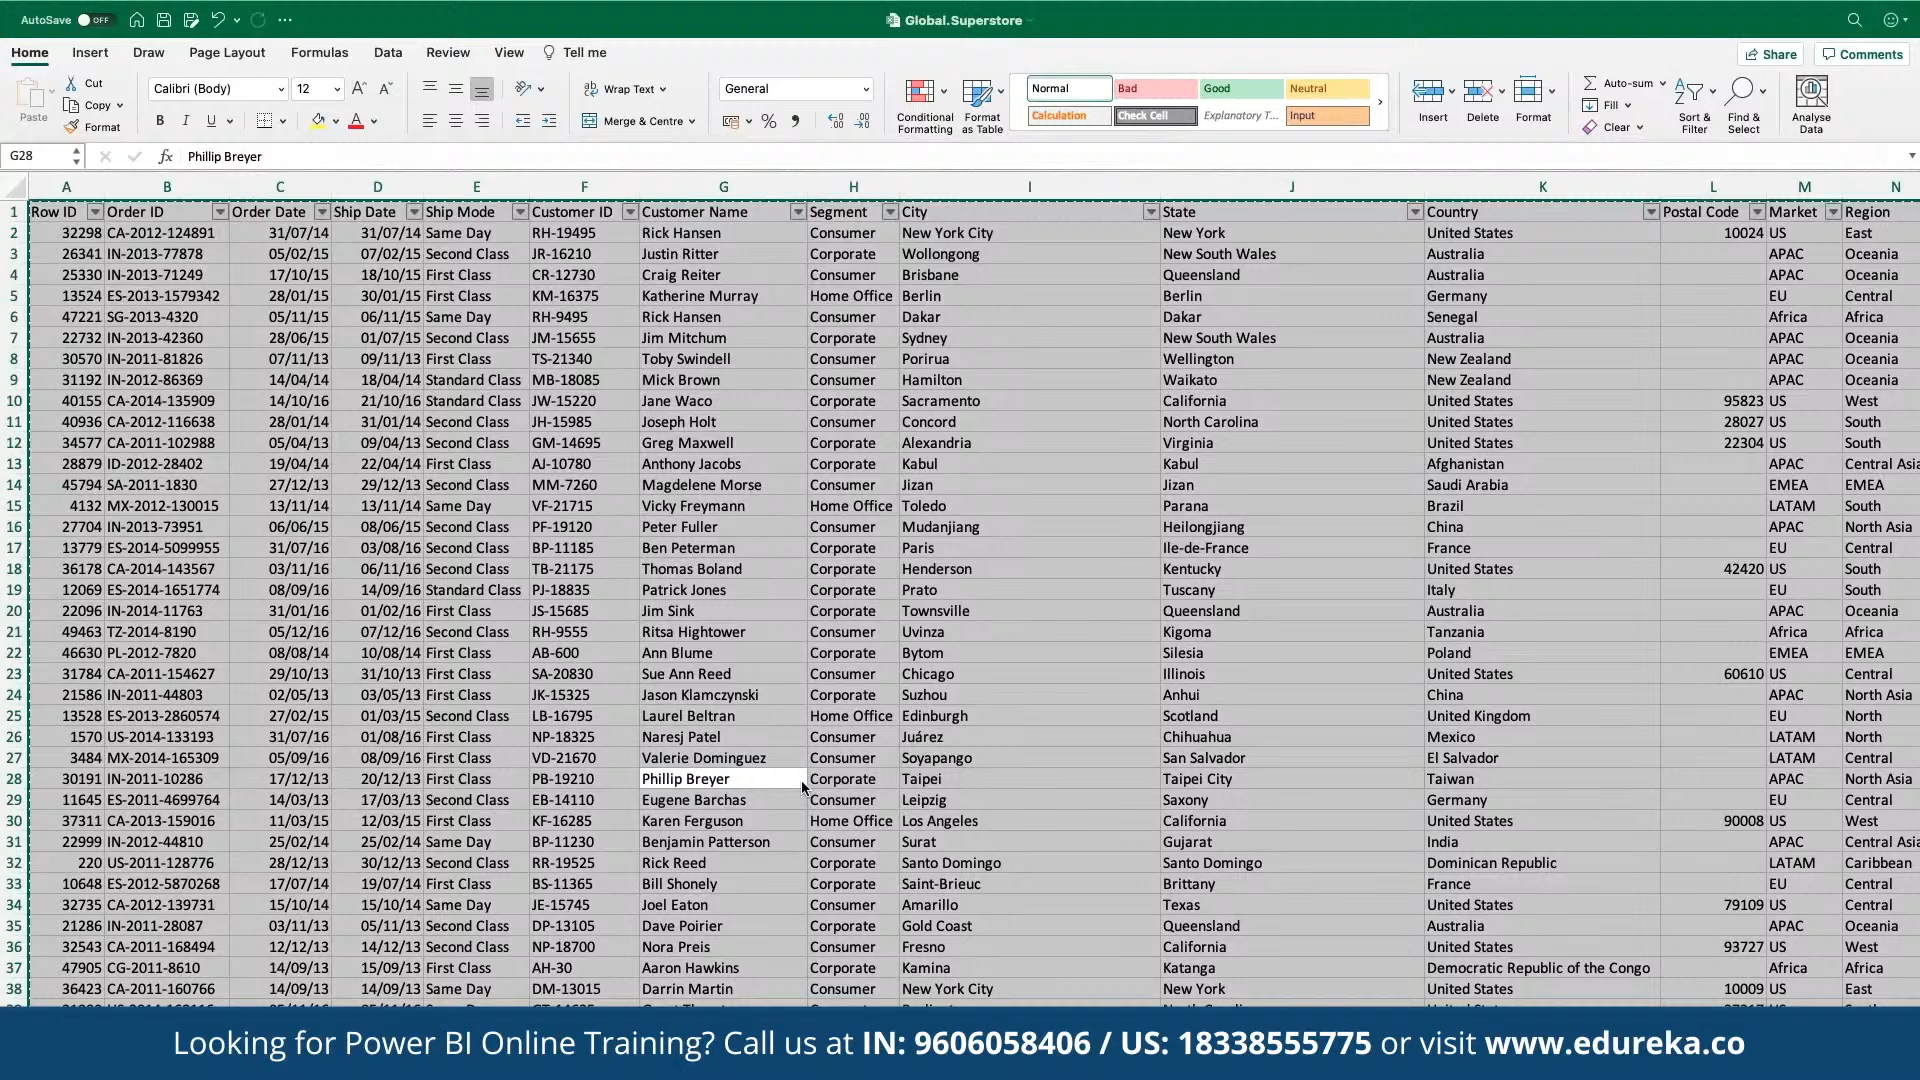 AutoSave OFF Global.Superstore
Home Insert Draw Page Layout Formulas Data Review View Tell me Share Comments
Paste Cut Copy Format Calibri (Body) 12 Wrap Text Merge & Centre General Conditional Formatting Format as Table Normal Bad Good Neutral Calculation Check Cell Explanatory T... Input Insert Delete Format Auto-sum Fill Clear Sort & Filter Find & Select Analyse Data
G28 fx Phillip Breyer
A B C D E F G H I J K L M N
1 Row ID Order ID Order Date Ship Date Ship Mode Customer ID Customer Name Segment City State Country Postal Code Market Region
2 32298 CA-2012-124891 31/07/14 31/07/14 Same Day RH-19495 Rick Hansen Consumer New York City New York United States 10024 US East
3 26341 IN-2013-77878 05/02/15 07/02/15 Second Class JR-16210 Justin Ritter Corporate Wollongong New South Wales Australia APAC Oceania
4 25330 IN-2013-71249 17/10/15 18/10/15 First Class CR-12730 Craig Reiter Consumer Brisbane Queensland Australia APAC Oceania
5 13524 ES-2013-1579342 28/01/15 30/01/15 First Class KM-16375 Katherine Murray Home Office Berlin Berlin Germany EU Central
6 47221 SG-2013-4320 05/11/15 06/11/15 Same Day RH-9495 Rick Hansen Consumer Dakar Dakar Senegal Africa Africa
7 22732 IN-2013-42360 28/06/15 01/07/15 Second Class JM-15655 Jim Mitchum Corporate Sydney New South Wales Australia APAC Oceania
8 30570 IN-2011-81826 07/11/13 09/11/13 First Class TS-21340 Toby Swindell Consumer Porirua Wellington New Zealand APAC Oceania
9 31192 IN-2012-86369 14/04/14 18/04/14 Standard Class MB-18085 Mick Brown Consumer Hamilton Waikato New Zealand APAC Oceania
10 40155 CA-2014-135909 14/10/16 21/10/16 Standard Class JW-15220 Jane Waco Corporate Sacramento California United States 95823 US West
11 40936 CA-2012-116638 28/01/14 31/01/14 Second Class JH-15985 Joseph Holt Consumer Concord North Carolina United States 28027 US South
12 34577 CA-2011-102988 05/04/13 09/04/13 Second Class GM-14695 Greg Maxwell Corporate Alexandria Virginia United States 22304 US South
13 28879 ID-2012-28402 19/04/14 22/04/14 First Class AJ-10780 Anthony Jacobs Corporate Kabul Kabul Afghanistan APAC Central Asia
14 45794 SA-2011-1830 27/12/13 29/12/13 Second Class MM-7260 Magdelene Morse Consumer Jizan Jizan Saudi Arabia EMEA EMEA
15 4132 MX-2012-130015 13/11/14 13/11/14 Same Day VF-21715 Vicky Freymann Home Office Toledo Parana Brazil LATAM South
16 27704 IN-2013-73951 06/06/15 08/06/15 Second Class PF-19120 Peter Fuller Consumer Mudanjiang Heilongjiang China APAC North Asia
17 13779 ES-2014-5099955 31/07/16 03/08/16 Second Class BP-11185 Ben Peterman Corporate Paris Ile-de-France France EU Central
18 36178 CA-2014-143567 03/11/16 06/11/16 Second Class TB-21175 Thomas Boland Corporate Henderson Kentucky United States 42420 US South
19 12069 ES-2014-1651774 08/09/16 14/09/16 Standard Class PJ-18835 Patrick Jones Corporate Prato Tuscany Italy EU South
20 22096 IN-2014-11763 31/01/16 01/02/16 First Class JS-15685 Jim Sink Corporate Townsville Queensland Australia APAC Oceania
21 49463 TZ-2014-8190 05/12/16 07/12/16 Second Class RH-9555 Ritsa Hightower Consumer Uvinza Kigoma Tanzania Africa Africa
22 46630 PL-2012-7820 08/08/14 10/08/14 First Class AB-600 Ann Blume Corporate Bytom Silesia Poland EMEA EMEA
23 31784 CA-2011-154627 29/10/13 31/10/13 First Class SA-20830 Sue Ann Reed Consumer Chicago Illinois United States 60610 US Central
24 21586 IN-2011-44803 02/05/13 03/05/13 First Class JK-15325 Jason Klamczynski Corporate Suzhou Anhui China APAC North Asia
25 13528 ES-2013-2860574 27/02/15 01/03/15 Second Class LB-16795 Laurel Beltran Home Office Edinburgh Scotland United Kingdom EU North
26 1570 US-2014-133193 31/07/16 01/08/16 First Class NP-18325 Naresj Patel Consumer Juárez Chihuahua Mexico LATAM North
27 3484 MX-2014-165309 05/09/16 08/09/16 First Class VD-21670 Valerie Dominguez Consumer Soyapango San Salvador El Salvador LATAM Central
28 30191 IN-2011-10286 17/12/13 20/12/13 First Class PB-19210 Phillip Breyer Corporate Taipei Taipei City Taiwan APAC North Asia
29 11645 ES-2011-4699764 14/03/13 17/03/13 Second Class EB-14110 Eugene Barchas Consumer Leipzig Saxony Germany EU Central
30 37311 CA-2013-159016 11/03/15 12/03/15 First Class KF-16285 Karen Ferguson Home Office Los Angeles California United States 90008 US West
31 22999 IN-2012-44810 25/02/14 25/02/14 Same Day BP-11230 Benjamin Patterson Consumer Surat Gujarat India APAC Central Asia
32 220 US-2011-128776 28/12/13 30/12/13 Second Class RR-19525 Rick Reed Corporate Santo Domingo Santo Domingo Dominican Republic LATAM Caribbean
33 10648 ES-2012-5870268 17/07/14 19/07/14 First Class BS-11365 Bill Shonely Corporate Saint-Brieuc Brittany France EU Central
34 32735 CA-2012-139731 15/10/14 15/10/14 Same Day JE-15745 Joel Eaton Consumer Amarillo Texas United States 79109 US Central
35 21286 IN-2011-28087 03/11/13 05/11/13 Second Class DP-13105 Dave Poirier Corporate Gold Coast Queensland Australia APAC Oceania
36 32543 CA-2011-168494 12/12/13 14/12/13 Second Class NP-18700 Nora Preis Consumer Fresno California United States 93727 US West
37 47905 CG-2011-8610 14/09/13 15/09/13 First Class AH-30 Aaron Hawkins Corporate Kamina Katanga Democratic Republic of the Congo Africa Africa
38 36423 CA-2011-160766 14/09/13 14/09/13 Same Day DM-13015 Darrin Martin Consumer New York City New York United States 10009 US East
Looking for Power BI Online Training? Call us at IN: 9606058406 / US: 18338555775 or visit www.edureka.co